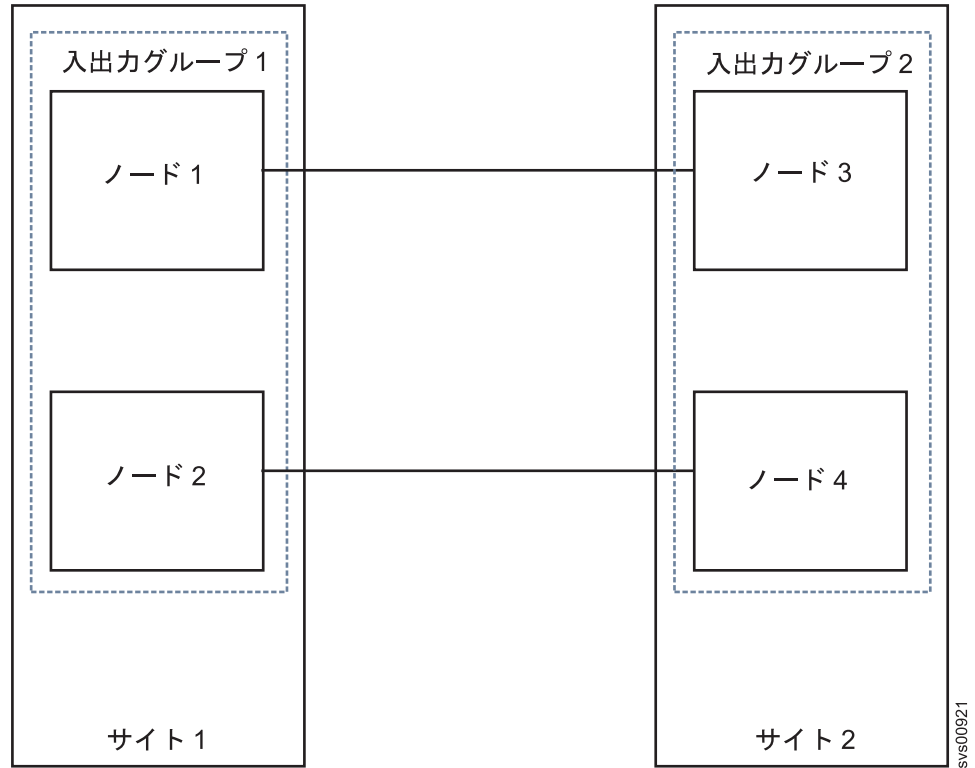 入出力グループ 1
ノード 1
ノード 2
サイト 1
入出力グループ 2
ノード 3
ノード 4
サイト 2
svs00921